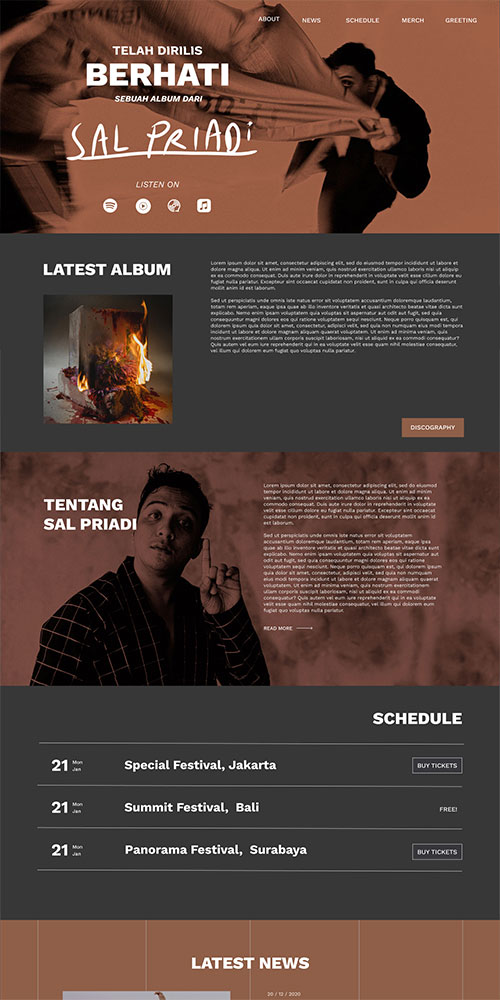 ABOUT
NEWS
SCHEDULE
MERCH
GREETING
TELAH DIRILIS
BERHATI
SEBUAH ALBUM DARI
SAL PRIADI
LISTEN ON
LATEST ALBUM
Lorem ipsum dolor sit amet, consectetur adipiscing elit, sed do eiusmod tempor incididunt ut labore et
dolore magna aliqua. Ut enim ad minim veniam, quis nostrud exercitation ullamco laboris nisi ut aliquip
ex ea commodo consequat. Duis aute irure dolor in reprehenderit in voluptate velit esse cillum dolore eu
fugiat nulla pariatur. Excepteur sint occaecat cupidatat non proident, sunt in culpa qui officia deserunt
mollit anim id est laborum.
Sed ut perspiciatis unde omnis iste natus error sit voluptatem accusantium doloremque laudantium,
totam rem aperiam, eaque ipsa quae ab illo inventore veritatis et quasi architecto beatae vitae dicta sunt
explicabo. Nemo enim ipsam voluptatem quia voluptas sit aspernatur aut odit aut fugit, sed quia
consequuntur magni dolores eos qui ratione voluptatem sequi nesciunt. Neque porro quisquam est, qui
dolorem ipsum quia dolor sit amet, consectetur, adipisci velit, sed quia non numquam eius modi tempora
incidunt ut labore et dolore magnam aliquam quaerat voluptatem. Ut enim ad minima veniam, quis
nostrum exercitationem ullam corporis suscipit laboriosam, nisi ut aliquid ex ea commodi consequatur?
Quis autem vel eum iure reprehenderit qui in ea voluptate velit esse quam nihil molestiae consequatur,
vel illum qui dolorem eum fugiat quo voluptas nulla pariatur.
DISCOGRAPHY
TENTANG
SAL PRIADI
Lorem ipsum dolor sit amet, consectetur adipiscing elit,
sed do eiusmod tempor incididunt ut labore et dolore
magna aliqua. Ut enim ad minim veniam, quis nostrud
exercitation ullamco laboris nisi ut aliquip ex ea
commodo consequat. Duis aute irure dolor in
reprehenderit in voluptate velit esse cillum dolore eu
fugiat nulla pariatur. Excepteur sint occaecat
cupidatat non proident, sunt in culpa qui officia
deserunt mollit anim id est
laborum.
Sed ut perspiciatis unde omnis iste natus error sit
voluptatem accusantium doloremque laudantium,
totam rem aperiam, eaque ipsa
quae ab illo inventore veritatis et quasi
architecto beatae vitae dicta sunt
explicabo. Nemo enim ipsam
voluptatem quia voluptas sit aspernatur aut
odit aut fugit, sed quia consequuntur magni
dolores eos qui ratione voluptatem sequi
nesciunt. Neque porro quisquam est, qui dolorem ipsum
quia dolor sit amet, consectetur,
adipisci velit, sed quia non numquam
eius modi tempora incidunt ut labore et
dolore magnam aliquam quaerat
voluptatem. Ut enim ad minima veniam, quis
nostrum exercitationem ullam
corporis suscipit laboriosam, nisi ut aliquid ex ea commodi
consequatur? Quis autem vel eum iure
reprehenderit qui in ea voluptate
velit esse quam nihil molestiae consequatur,
vel illum qui dolorem eum
fugiat quo voluptas nulla pariatur.
READ MORE
SCHEDULE
21 Mon Jan
Special Festival, Jakarta
BUY TICKETS
21 Mon Jan
Summit Festival, Bali
FREE!
21 Mon Jan
Panorama Festival, Surabaya
BUY TICKETS
LATEST NEWS
20 / 12 / 2020